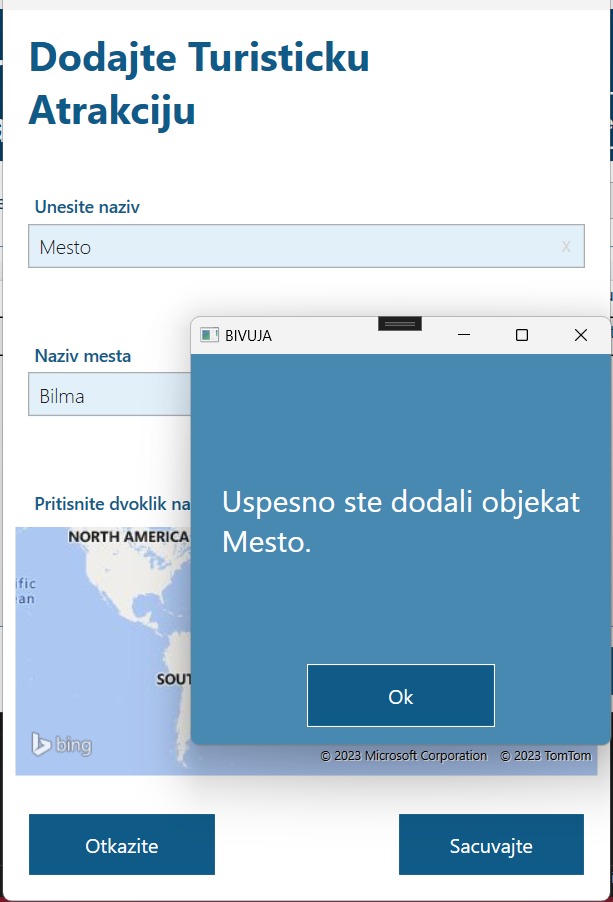 Dodajte Turisticku
Atrakciju
Unesite naziv
Mesto
x
BIVUJA
Naziv mesta
Bilma
Uspesno ste dodali objekat
Mesto.
Ok
Pritisnite dvoklik na
NORTH AMERICA
ific
an
SOUT
bing
© 2023 Microsoft Corporation © 2023 TomTom
Otkazite
Sacuvajte